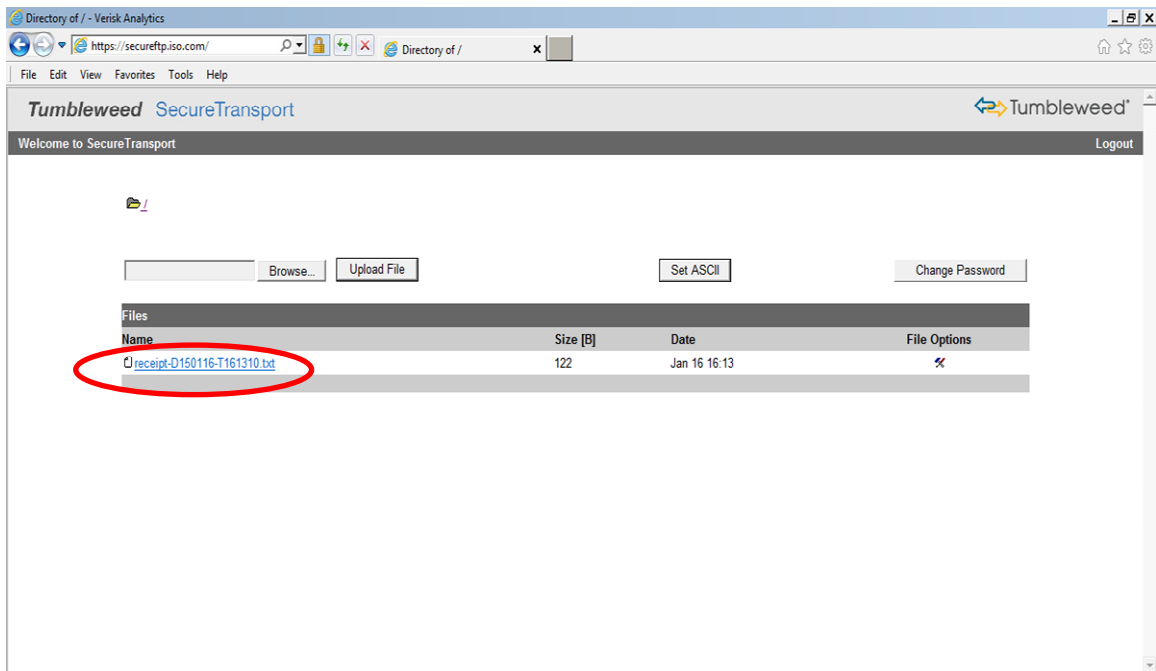 Directory of / - Verisk Analytics
https://secureftp.iso.com/
Directory of /
File Edit View Favorites Tools Help
Tumbleweed SecureTransport
Tumbleweed
Welcome to SecureTransport
Logout
/
Browse...
Upload File
Set ASCII
Change Password
Files
Name Size [B] Date File Options
receipt-D150116-T161310.txt 122 Jan 16 16:13